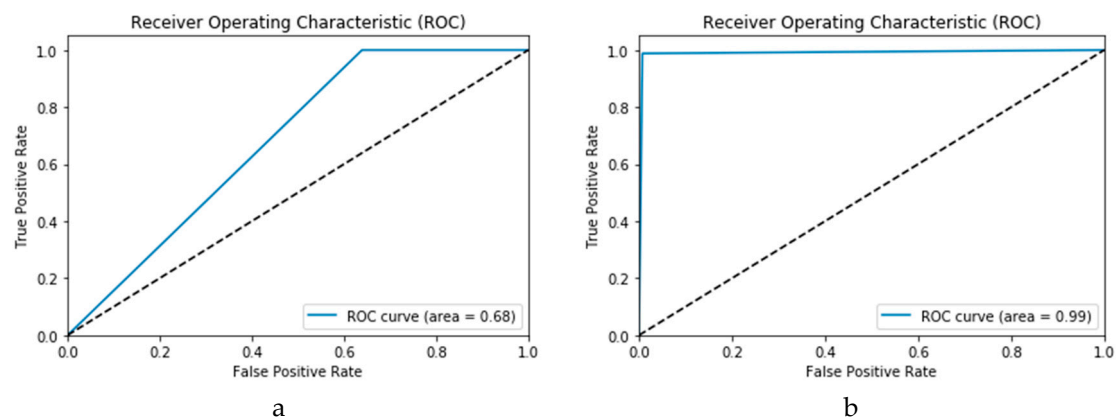 Receiver Operating Characteristic (ROC)
1.0
0.8
0.6
0.4
0.2
0.0
True Positive Rate
ROC curve (area = 0.68)
0.0 0.2 0.4 0.6 0.8 1.0
False Positive Rate
a
Receiver Operating Characteristic (ROC)
1.0
0.8
0.6
0.4
0.2
0.0
True Positive Rate
ROC curve (area = 0.99)
0.0 0.2 0.4 0.6 0.8 1.0
False Positive Rate
b